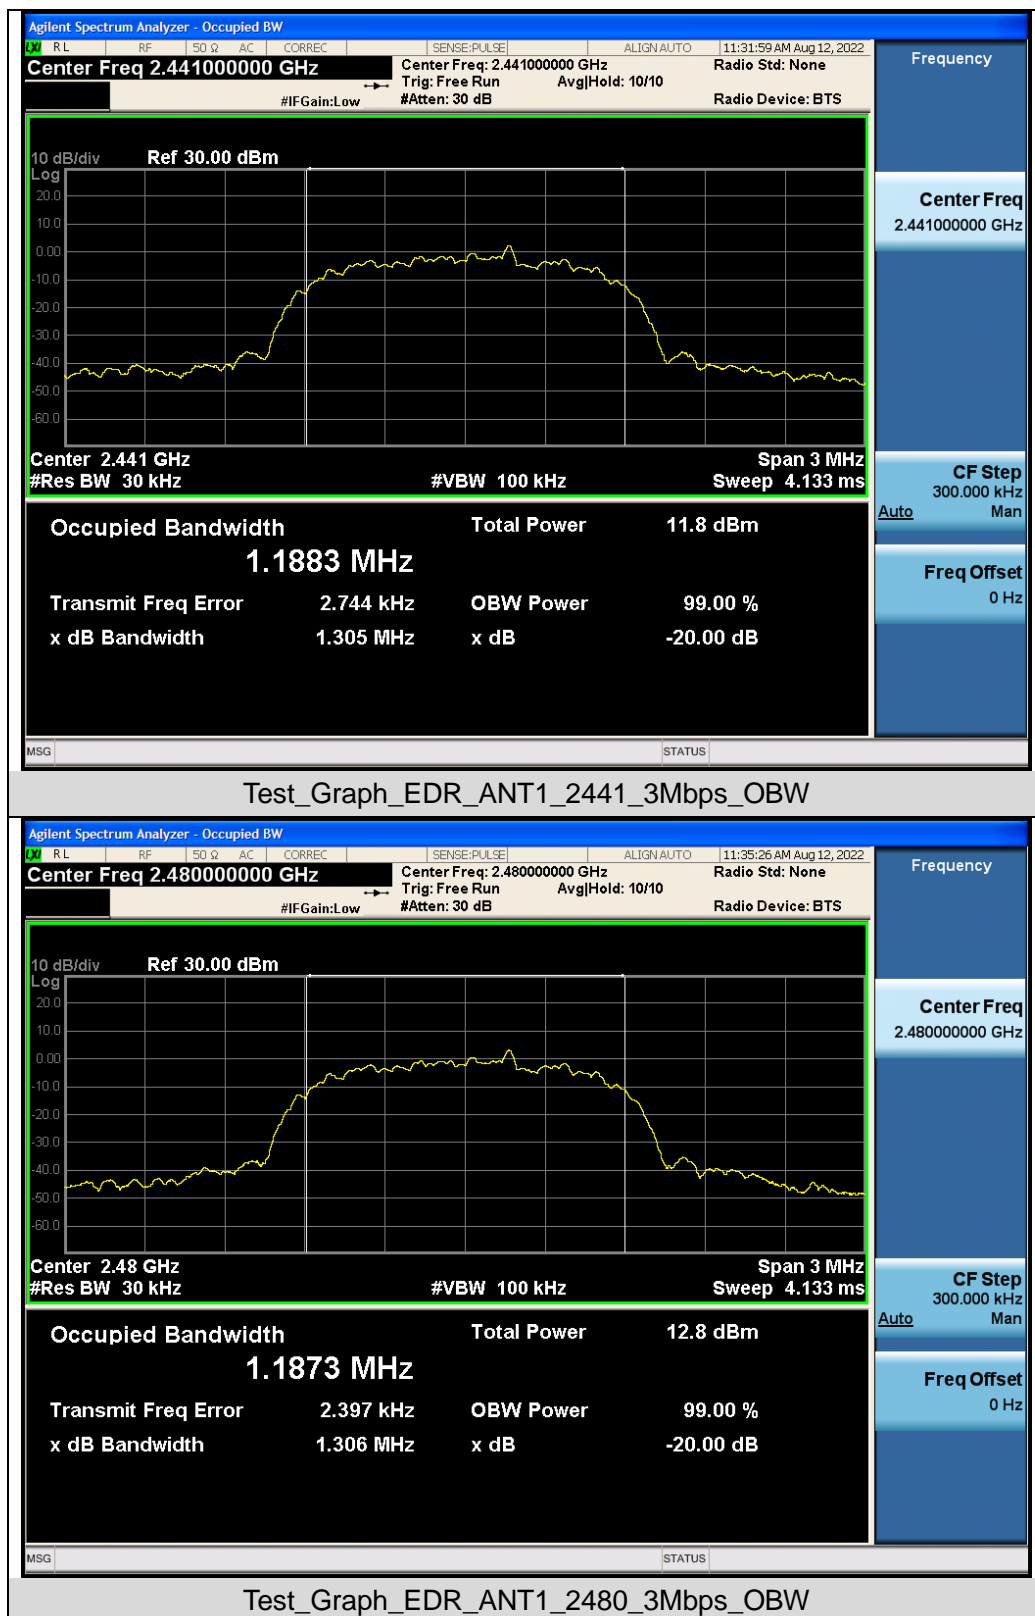 Agilent Spectrum Analyzer - Occupied BW
LXI RL RF 50 Ω AC CORREC SENSE:PULSE ALIGN AUTO 11:31:59 AM Aug 12, 2022
Center Freq 2.441000000 GHz Center Freq: 2.441000000 GHz Radio Std: None
Trig: Free Run Avg|Hold: 10/10
#IFGain:Low #Atten: 30 dB Radio Device: BTS
Frequency
10 dB/div Ref 30.00 dBm
Log
20.0
10.0
0.00
-10.0
-20.0
-30.0
-40.0
-50.0
-60.0
Center 2.441 GHz Span 3 MHz
#Res BW 30 kHz #VBW 100 kHz Sweep 4.133 ms
Center Freq
2.441000000 GHz
CF Step
300.000 kHz
Auto Man
Freq Offset
0 Hz
Occupied Bandwidth Total Power 11.8 dBm
1.1883 MHz
Transmit Freq Error 2.744 kHz OBW Power 99.00 %
x dB Bandwidth 1.305 MHz x dB -20.00 dB
MSG STATUS
Test_Graph_EDR_ANT1_2441_3Mbps_OBW
Agilent Spectrum Analyzer - Occupied BW
LXI RL RF 50 Ω AC CORREC SENSE:PULSE ALIGN AUTO 11:35:26 AM Aug 12, 2022
Center Freq 2.480000000 GHz Center Freq: 2.480000000 GHz Radio Std: None
Trig: Free Run Avg|Hold: 10/10
#IFGain:Low #Atten: 30 dB Radio Device: BTS
Frequency
10 dB/div Ref 30.00 dBm
Log
20.0
10.0
0.00
-10.0
-20.0
-30.0
-40.0
-50.0
-60.0
Center 2.48 GHz Span 3 MHz
#Res BW 30 kHz #VBW 100 kHz Sweep 4.133 ms
Center Freq
2.480000000 GHz
CF Step
300.000 kHz
Auto Man
Freq Offset
0 Hz
Occupied Bandwidth Total Power 12.8 dBm
1.1873 MHz
Transmit Freq Error 2.397 kHz OBW Power 99.00 %
x dB Bandwidth 1.306 MHz x dB -20.00 dB
MSG STATUS
Test_Graph_EDR_ANT1_2480_3Mbps_OBW